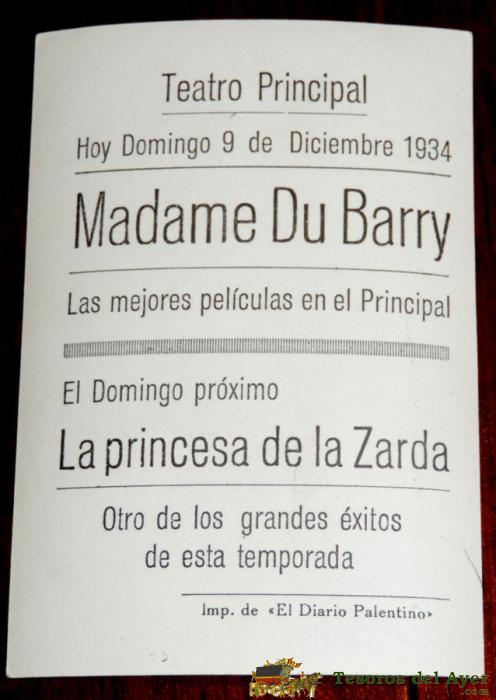 Teatro Principal
Hoy Domingo 9 de Diciembre 1934
Madame Du Barry
Las mejores películas en el Principal
El Domingo próximo
La princesa de la Zarda
Otro de los grandes éxitos
de esta temporada
Imp. de «El Diario Palentino»
Tesoros del Ayer
.com